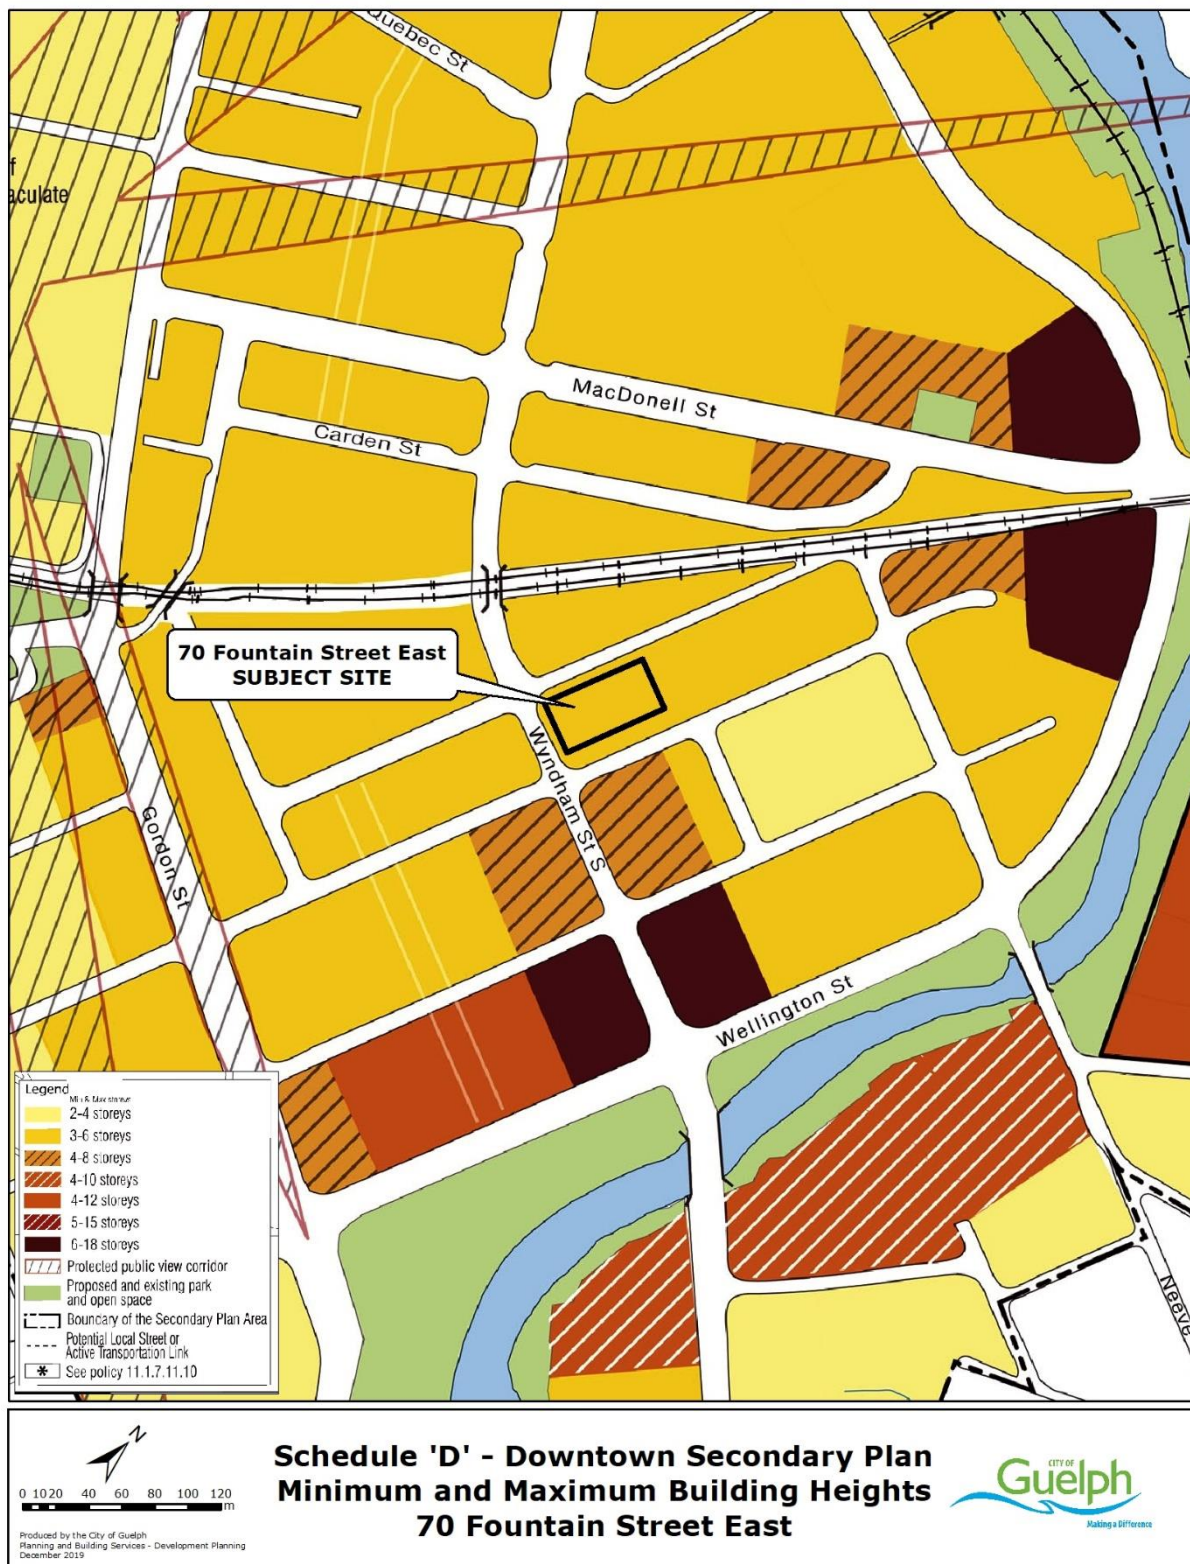 Quebec St
f
aculate
MacDonell St
Carden St
70 Fountain Street East
SUBJECT SITE
Wyndham St S
Gordon St
Wellington St
Neeve
Legend
Min & Max storeys
2-4 storeys
3-6 storeys
4-8 storeys
4-10 storeys
4-12 storeys
5-15 storeys
6-18 storeys
Protected public view corridor
Proposed and existing park
and open space
Boundary of the Secondary Plan Area
Potential Local Street or
Active Transportation Link
* See policy 11.1.7.11.10
N
0 10 20 40 60 80 100 120
m
Produced by the City of Guelph
Planning and Building Services - Development Planning
December 2019
Schedule 'D' - Downtown Secondary Plan
Minimum and Maximum Building Heights
70 Fountain Street East
CITY OF
Guelph
Making a Difference